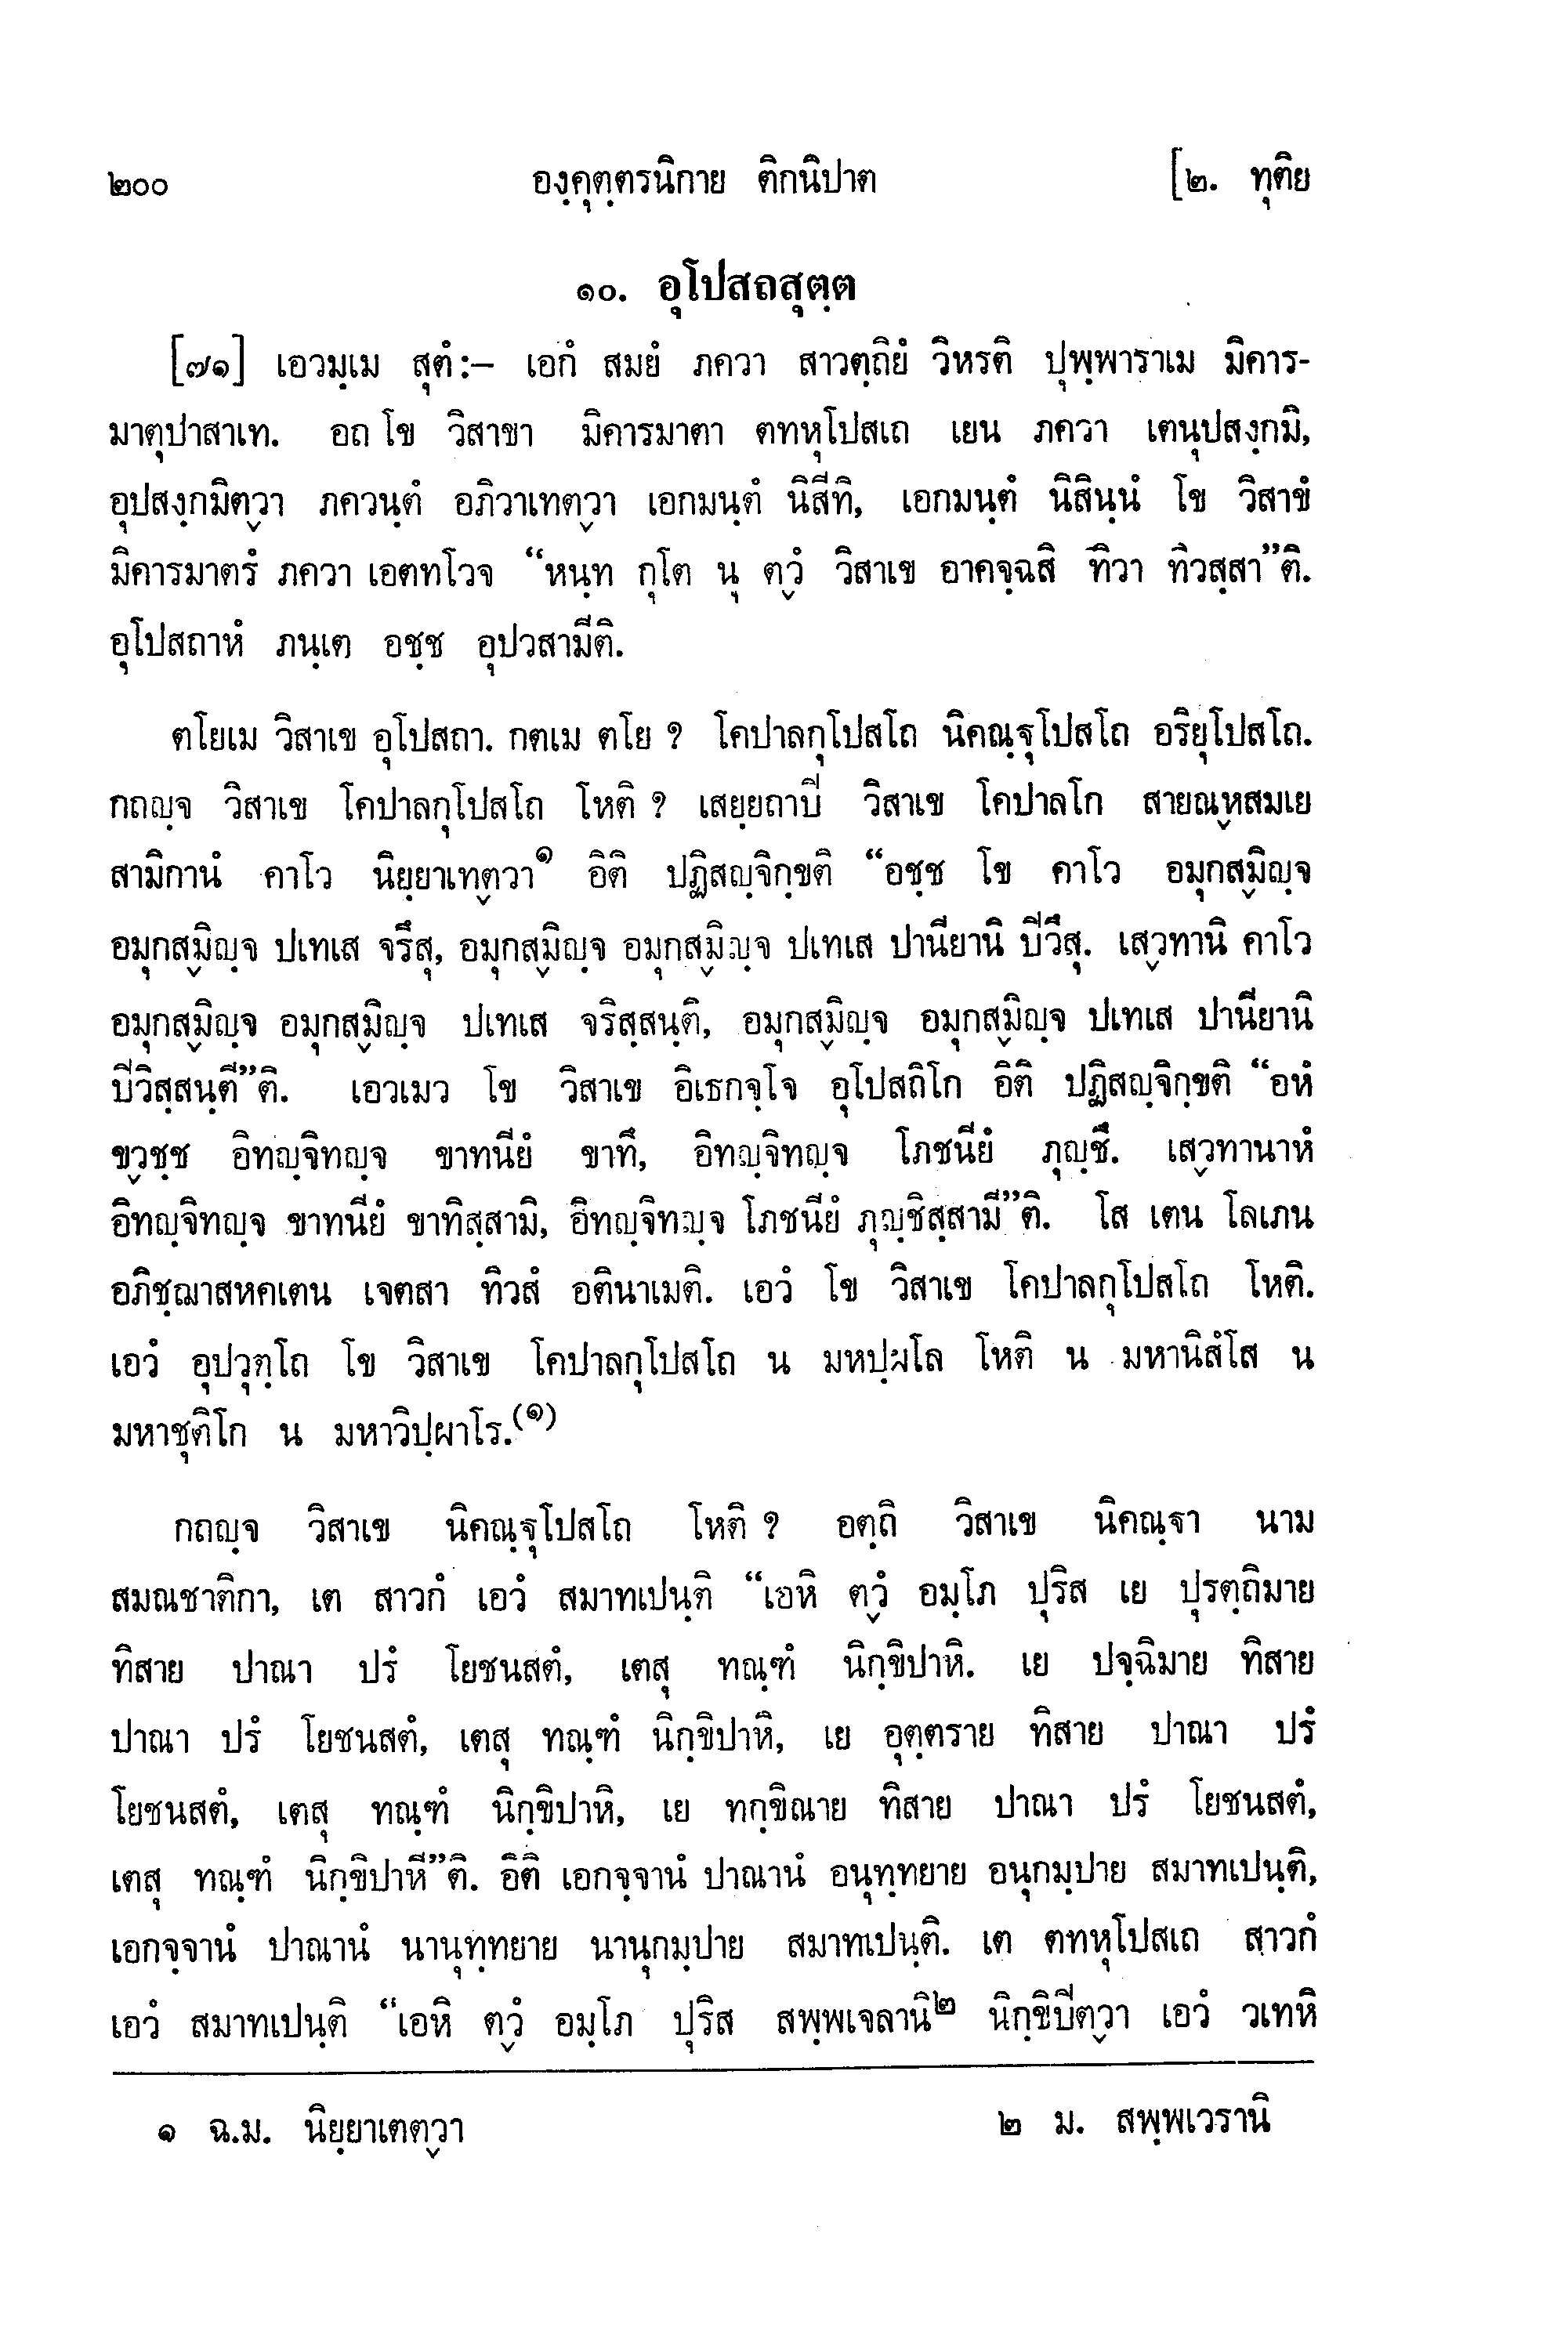 ๒๐๐ องฺคุตฺตรนิกาย ติกนิปาต [๒. ทุติย
๑๐. อุโปสถสุตฺต
[๗๑] เอวมฺเม สุตํ:– เอกํ สมยํ ภควา สาวตฺถิยํ วิหรติ ปุพฺพาราเม มิคาร-
มาตุปาสาเท. อถ โข วิสาขา มิคารมาตา ตทหุโปสเถ เยน ภควา เตนุปสงฺกมิ,
อุปสงฺกมิตฺวา ภควนฺตํ อภิวาเทตฺวา เอกมนฺตํ นิสีทิ, เอกมนฺตํ นิสินฺนํ โข วิสาขํ
มิคารมาตรํ ภควา เอตทโวจ “หนฺท กุโต นุ ตฺวํ วิสาเข อาคจฺฉสิ ทิวา ทิวสฺสา”ติ.
อุโปสถาหํ ภนฺเต อชฺช อุปวสามีติ.
ตโยเม วิสาเข อุโปสถา. กตเม ตโย ? โคปาลกุโปสโถ นิคณฺฐุโปสโถ อริยุโปสโถ.
กถญฺจ วิสาเข โคปาลกุโปสโถ โหติ ? เสยฺยถาปี วิสาเข โคปาลโก สายณฺหสมเย
สามิกานํ คาโว นิยฺยาเทตฺวา๑ อิติ ปฏิสญฺจิกฺขติ “อชฺช โข คาโว อมุกสฺมิญฺจ
อมุกสฺมิญฺจ ปเทเส จรึสุ, อมุกสฺมิญฺจ อมุกสฺมิญฺจ ปเทเส ปานียานิ ปีวึสุ. เสฺวทานิ คาโว
อมุกสฺมิญฺจ อมุกสฺมิญฺจ ปเทเส จริสฺสนฺติ, อมุกสฺมิญฺจ อมุกสฺมิญฺจ ปเทเส ปานียานิ
ปีวิสฺสนฺตี”ติ. เอวเมว โข วิสาเข อิเธกจฺโจ อุโปสถิโก อิติ ปฏิสญฺจิกฺขติ “อหํ
ขฺวชฺช อิทญฺจิทญฺจ ขาทนียํ ขาทึ, อิทญฺจิทญฺจ โภชนียํ ภุญฺชึ. เสฺวทานาหํ
อิทญฺจิทญฺจ ขาทนียํ ขาทิสฺสามิ, อิทญฺจิทญฺจ โภชนียํ ภุญฺชิสฺสามี”ติ. โส เตน โลเภน
อภิชฺฌาสหคเตน เจตสา ทิวสํ อตินาเมติ. เอวํ โข วิสาเข โคปาลกุโปสโถ โหติ.
เอวํ อุปวุตฺโถ โข วิสาเข โคปาลกุโปสโถ น มหปฺผโล โหติ น มหานิสํโส น
มหาชุติโก น มหาวิปฺผาโร.(๑)
กถญฺจ วิสาเข นิคณฺฐุโปสโถ โหติ ? อตฺถิ วิสาเข นิคณฺฐา นาม
สมณชาติกา, เต สาวกํ เอวํ สมาทเปนฺติ “เอหิ ตฺวํ อมฺโภ ปุริส เย ปุรตฺถิมาย
ทิสาย ปาณา ปรํ โยชนสตํ, เตสุ ทณฺฑํ นิกฺขิปาหิ. เย ปจฺฉิมาย ทิสาย
ปาณา ปรํ โยชนสตํ, เตสุ ทณฺฑํ นิกฺขิปาหิ, เย อุตฺตราย ทิสาย ปาณา ปรํ
โยชนสตํ, เตสุ ทณฺฑํ นิกฺขิปาหิ, เย ทกฺขิณาย ทิสาย ปาณา ปรํ โยชนสตํ,
เตสุ ทณฺฑํ นิกฺขิปาหี”ติ. อิติ เอกจฺจานํ ปาณานํ อนุทฺทยาย อนุกมฺปาย สมาทเปนฺติ,
เอกจฺจานํ ปาณานํ นานุทฺทยาย นานุกมฺปาย สมาทเปนฺติ. เต ตทหุโปสเถ สาวกํ
เอวํ สมาทเปนฺติ “เอหิ ตฺวํ อมฺโภ ปุริส สพฺพเจลานิ๒ นิกฺขิปีตฺวา เอวํ วเทหิ
๑ ฉ.ม. นิยฺยาเตตฺวา ๒ ม. สพฺพเวรานิ